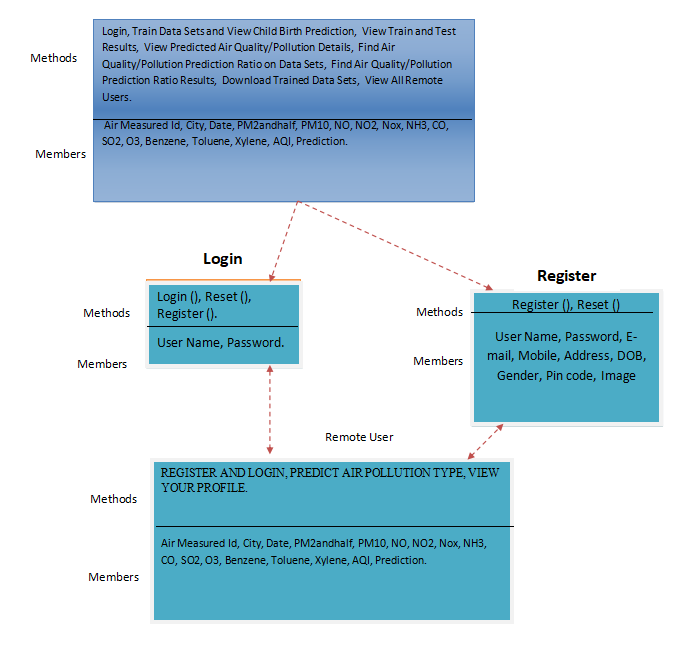 Login, Train Data Sets and View Child Birth Prediction,  View Train and Test
Results,  View Predicted Air Quality/Pollution Details,  Find Air
Quality/Pollution Prediction Ratio on Data Sets,  Find Air Quality/Pollution
Prediction Ratio Results,  Download Trained Data Sets,  View All Remote
Users.
Methods
Air Measured Id, City, Date, PM2andhalf, PM10, NO, NO2, Nox, NH3, CO,
SO2, O3, Benzene, Toluene, Xylene, AQI, Prediction.
Members
Login
Login (), Reset (),
Register ().
Methods
User Name, Password.
Members
Register
Register (), Reset ()
Methods
User Name, Password, E-
mail, Mobile, Address, DOB,
Gender, Pin code, Image
Members
Remote User
REGISTER AND LOGIN, PREDICT AIR POLLUTION TYPE, VIEW
YOUR PROFILE.
Methods
Air Measured Id, City, Date, PM2andhalf, PM10, NO, NO2, Nox, NH3,
CO, SO2, O3, Benzene, Toluene, Xylene, AQI, Prediction.
Members